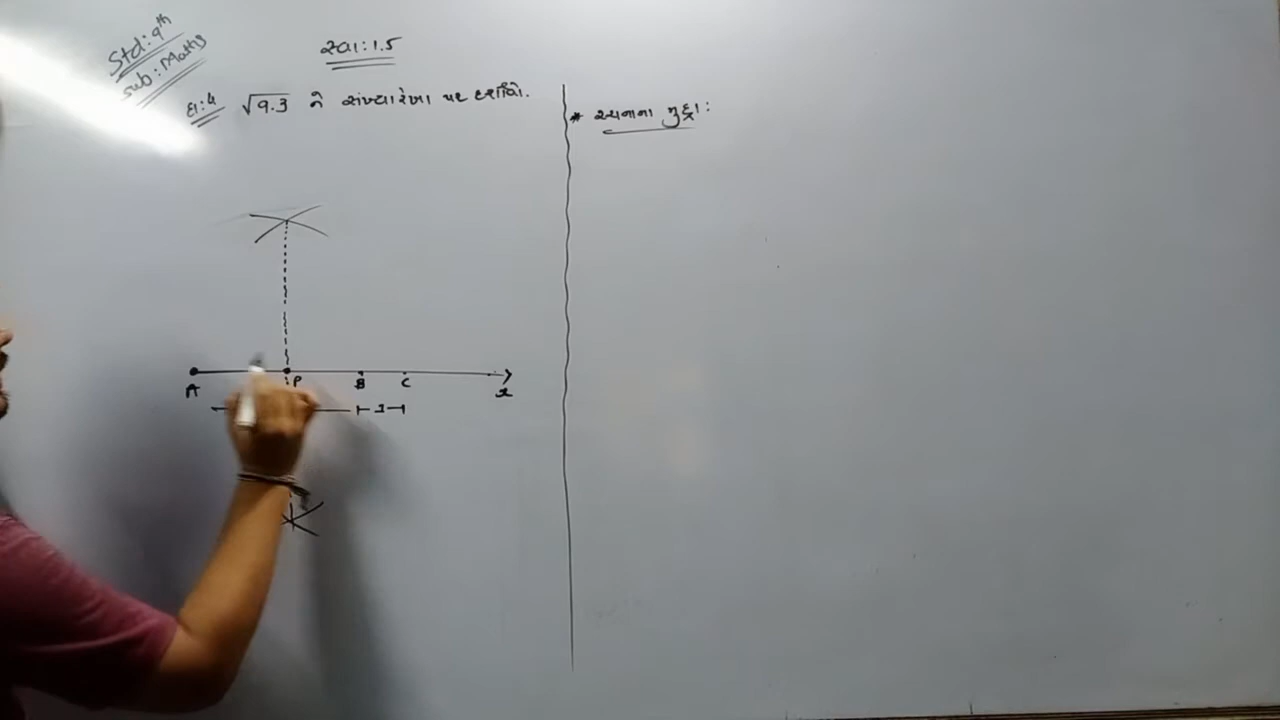 Std: 9th
Sub: Maths
સ્વા: 1.5
દા: 4 √9.3 ને સંખ્યારેખા પર દર્શાવો.
* રચનાના મુદ્દા:
A P B C x
1